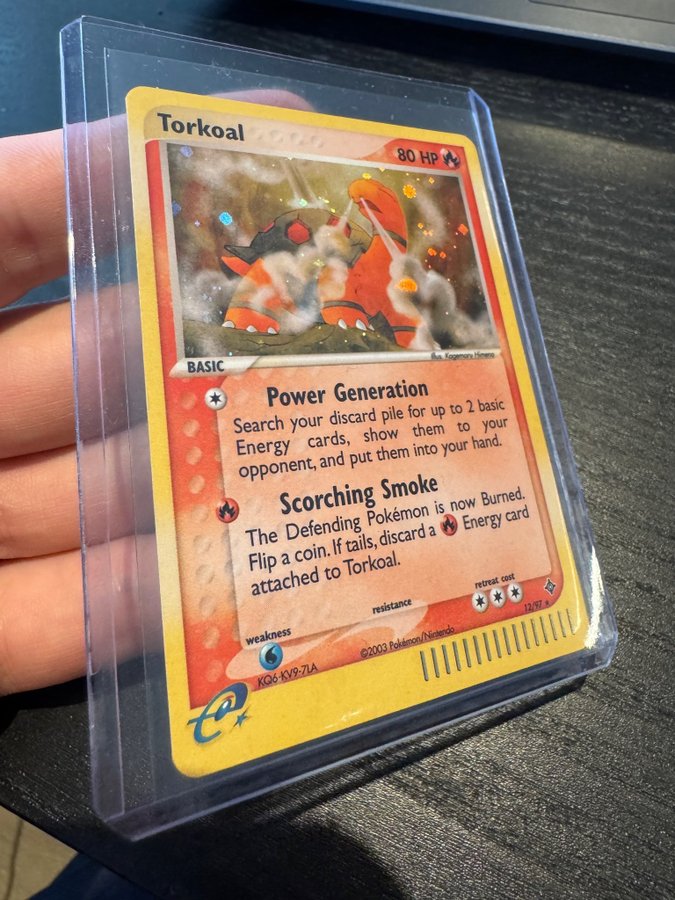 Torkoal
80 HP
BASIC
Illus. Kagemaru Himeno
Power Generation
Search your discard pile for up to 2 basic
Energy cards, show them to your
opponent, and put them into your hand.
Scorching Smoke
The Defending Pokémon is now Burned.
Flip a coin. If tails, discard a Energy card
attached to Torkoal.
weakness
resistance
retreat cost
KQ6-KV9-7LA
©2003 Pokémon/Nintendo
12/97 ★
e